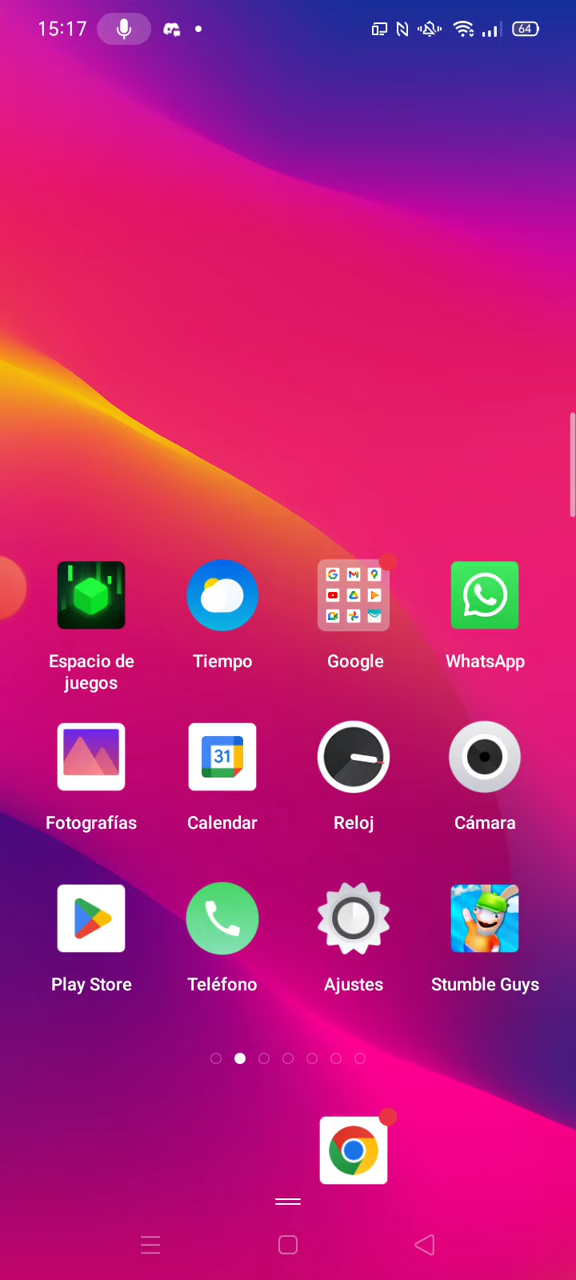 15:17
64
Espacio de
juegos
Tiempo
Google
WhatsApp
31
Fotografías
Calendar
Reloj
Cámara
Play Store
Teléfono
Ajustes
Stumble Guys